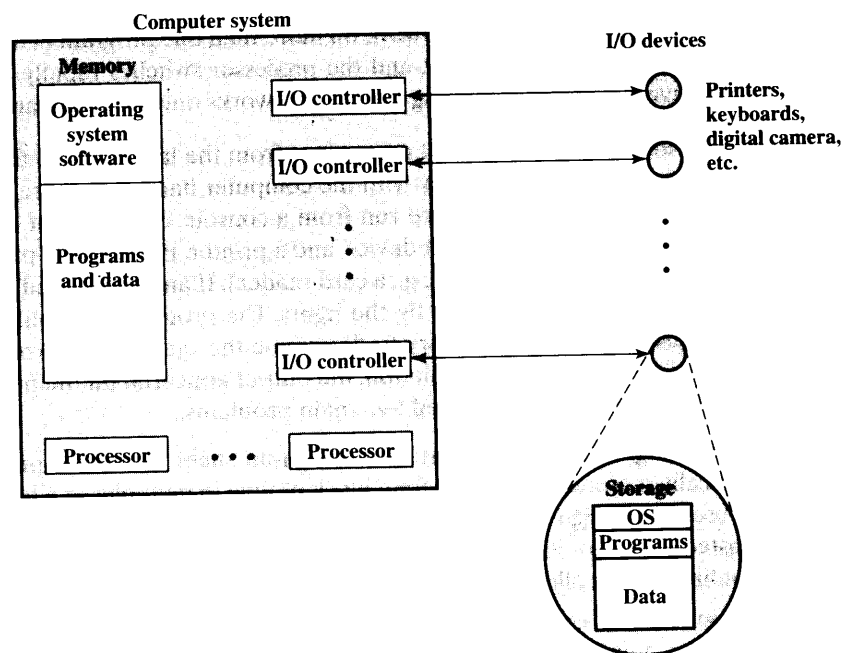 Computer system
I/O devices
Memory
Operating
system
software
Programs
and data
I/O controller
I/O controller
I/O controller
Processor
Processor
Printers,
keyboards,
digital camera,
etc.
Storage
OS
Programs
Data